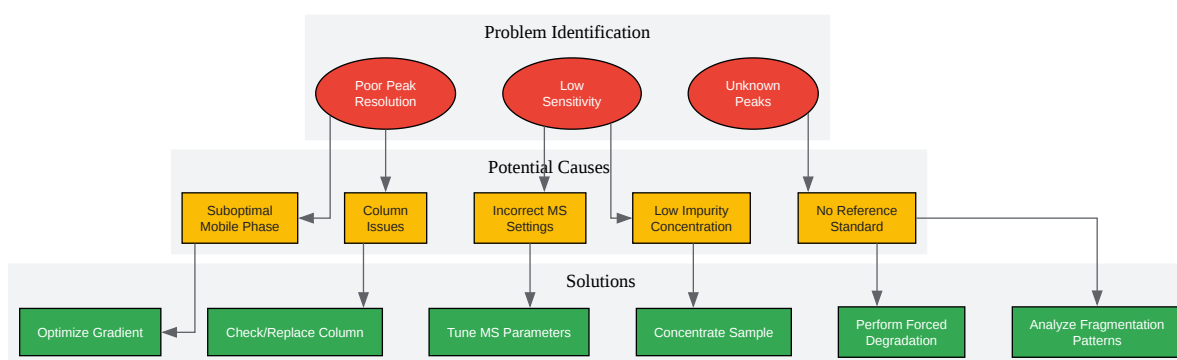 Problem Identification
Poor Peak
Resolution
Low
Sensitivity
Unknown
Peaks
Potential Causes
Suboptimal
Mobile Phase
Column
Issues
Incorrect MS
Settings
Low Impurity
Concentration
No Reference
Standard
Solutions
Optimize Gradient
Check/Replace Column
Tune MS Parameters
Concentrate Sample
Perform Forced
Degradation
Analyze Fragmentation
Patterns